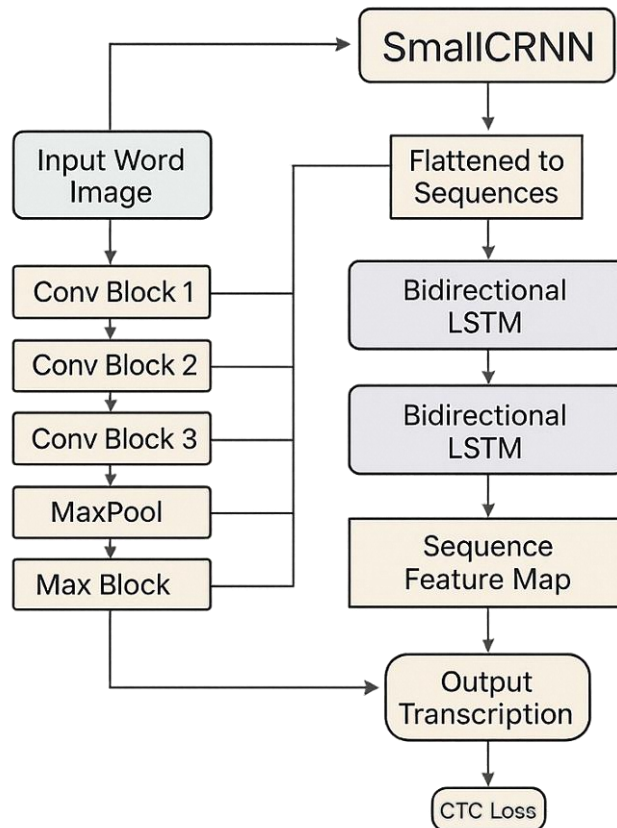 SmallCRNN
Input Word
Image
Flattened to
Sequences
Conv Block 1
Bidirectional
LSTM
Conv Block 2
Conv Block 3
Bidirectional
LSTM
MaxPool
Max Block
Sequence
Feature Map
Output
Transcription
CTC Loss